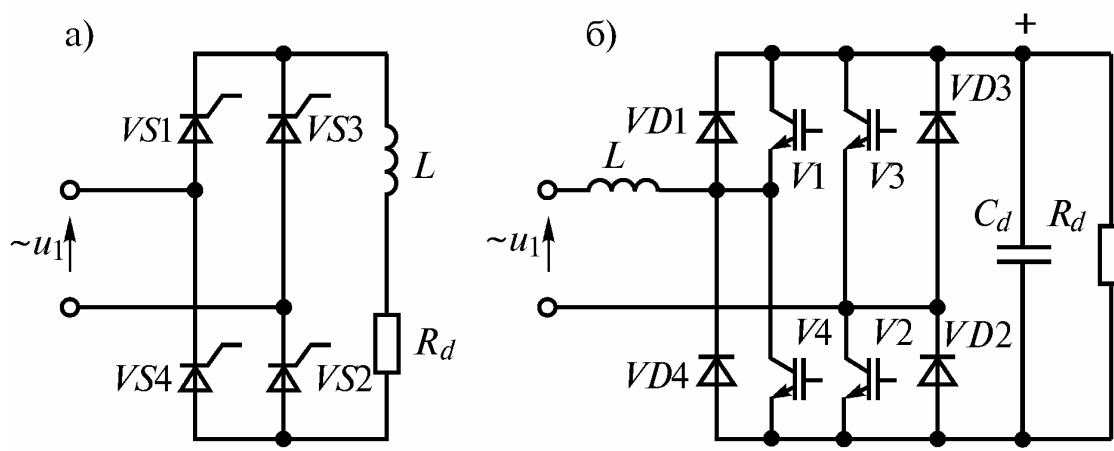 а)
VS1
VS3
L
~u1
Rd
VS4
VS2
б)
+
VD1
VD3
L
V1
V3
~u1
Cd
Rd
V4
V2
VD4
VD2